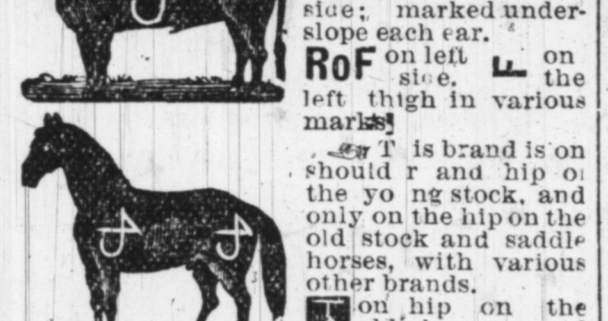 side; marked under-
slope each ear.
RoF on left side.
F on the
left thigh in various
marks
T is brand is on
should r and hip o
the yo ng stock, and
only on the hip on the
old stock and saddle
horses, with various
other brands.
T on hip on the